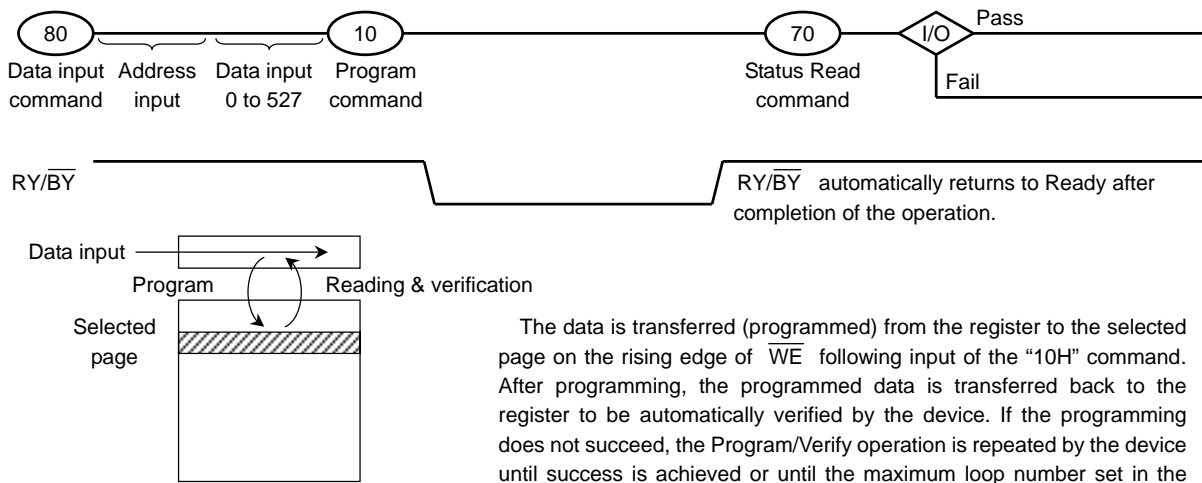 80
10
70
I/O
Pass
Data input
command
Address
input
Data input
0 to 527
Program
command
Status Read
command
Fail
RY/BY
RY/BY automatically returns to Ready after
completion of the operation.
Data input
Program
Reading & verification
Selected
page
The data is transferred (programmed) from the register to the selected
page on the rising edge of WE following input of the “10H” command.
After programming, the programmed data is transferred back to the
register to be automatically verified by the device. If the programming
does not succeed, the Program/Verify operation is repeated by the device
until success is achieved or until the maximum loop number set in the